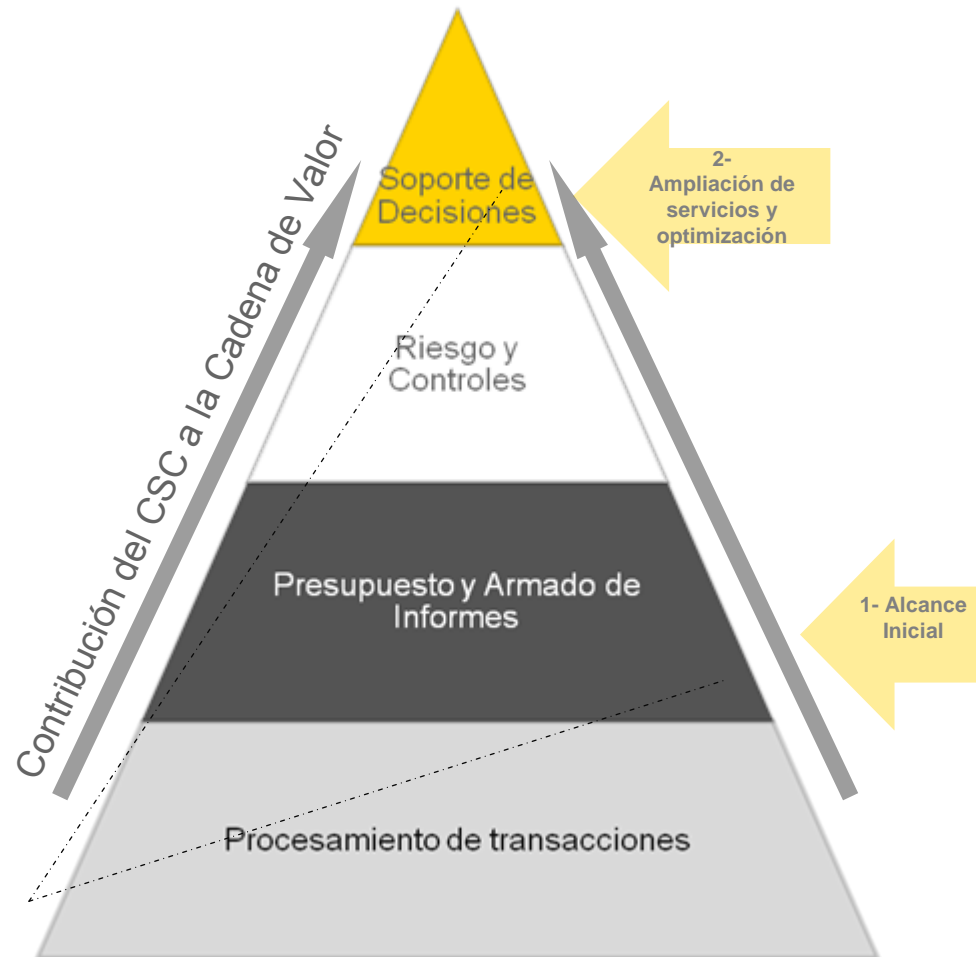 Contribución del CSC a la Cadena de Valor
Soporte de
Decisiones
2-
Ampliación de
servicios y
optimización
Riesgo y
Controles
Presupuesto y Armado de
Informes
1- Alcance
Inicial
Procesamiento de transacciones